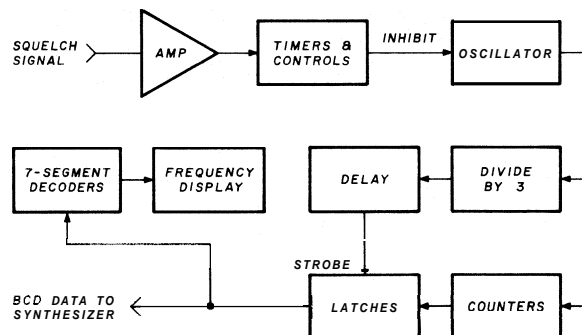 SQUELCH
SIGNAL
AMP
TIMERS &
CONTROLS
INHIBIT
OSCILLATOR
7-SEGMENT
DECODERS
FREQUENCY
DISPLAY
DELAY
DIVIDE
BY 3
STROBE
BCD DATA TO
SYNTHESIZER
LATCHES
COUNTERS